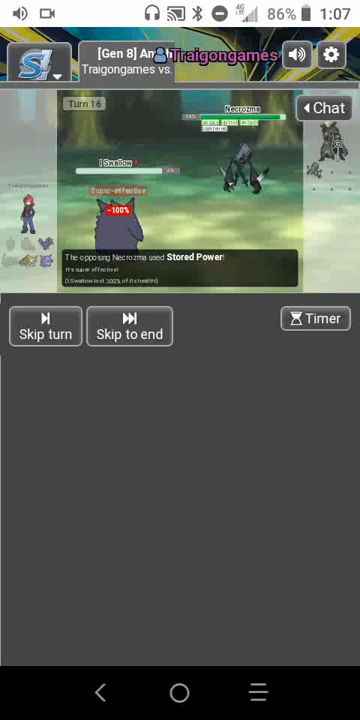 4G
86% 1:07
[Gen 8] An
Traigongames
Traigongames vs.
Chat
Turn 16
Necrozma
I Swallow
0%
Super-effective
-100%
The opposing Necrozma used Stored Power!
It's super effective!
(I Swallow lost 100% of its health!)
Skip turn
Skip to end
Timer